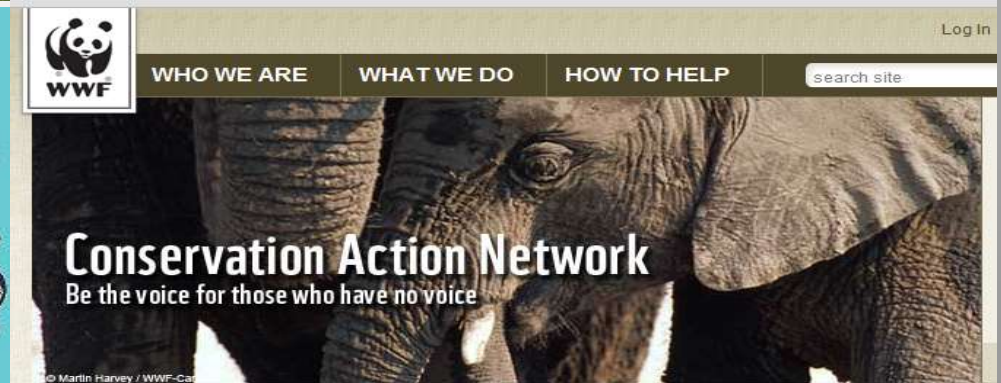 Log In
WWF
WHO WE ARE
WHAT WE DO
HOW TO HELP
search site
Conservation Action Network
Be the voice for those who have no voice
© Martin Harvey / WWF-Ca